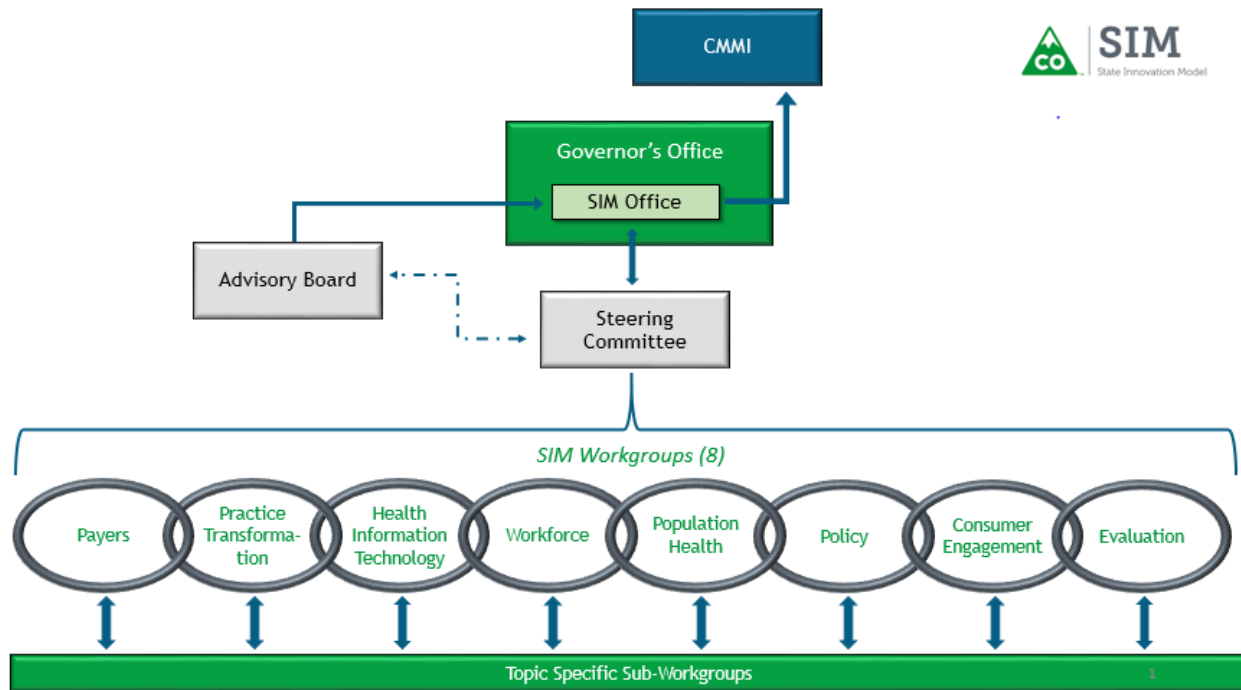 CMMI
CO
SIM
State Innovation Model
Governor's Office
SIM Office
Advisory Board
Steering
Committee
SIM Workgroups (8)
Payers
Practice
Transforma-
tion
Health
Information
Technology
Workforce
Population
Health
Policy
Consumer
Engagement
Evaluation
Topic Specific Sub-Workgroups
1